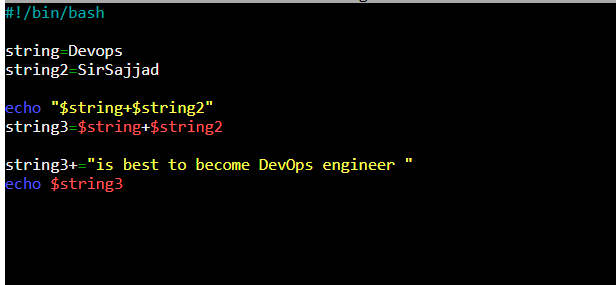 #!/bin/bash
string=Devops
string2=SirSajjad
echo "$string+$string2"
string3=$string+$string2
string3+="is best to become DevOps engineer "
echo $string3